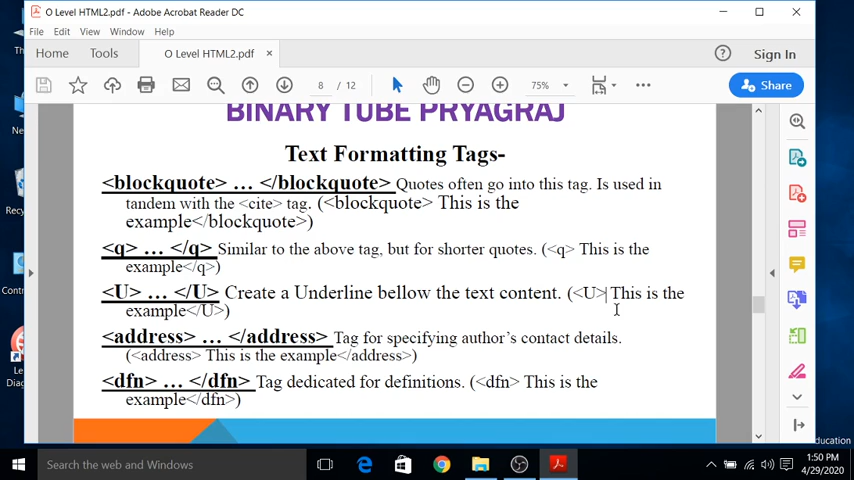 O Level HTML2.pdf - Adobe Acrobat Reader DC
File Edit View Window Help
Home Tools O Level HTML2.pdf × Sign In
8 / 12 75% Share
BINARY TUBE PRYAGRAJ
Text Formatting Tags-
<blockquote> … </blockquote> Quotes often go into this tag. Is used in
tandem with the <cite> tag. (<blockquote> This is the
example</blockquote>)
<q> … </q> Similar to the above tag, but for shorter quotes. (<q> This is the
example</q>)
<U> … </U> Create a Underline bellow the text content. (<U> This is the
example</U>)
<address> … </address> Tag for specifying author's contact details.
(<address> This is the example</address>)
<dfn> … </dfn> Tag dedicated for definitions. (<dfn> This is the
example</dfn>)
Search the web and Windows
1:50 PM
4/29/2020